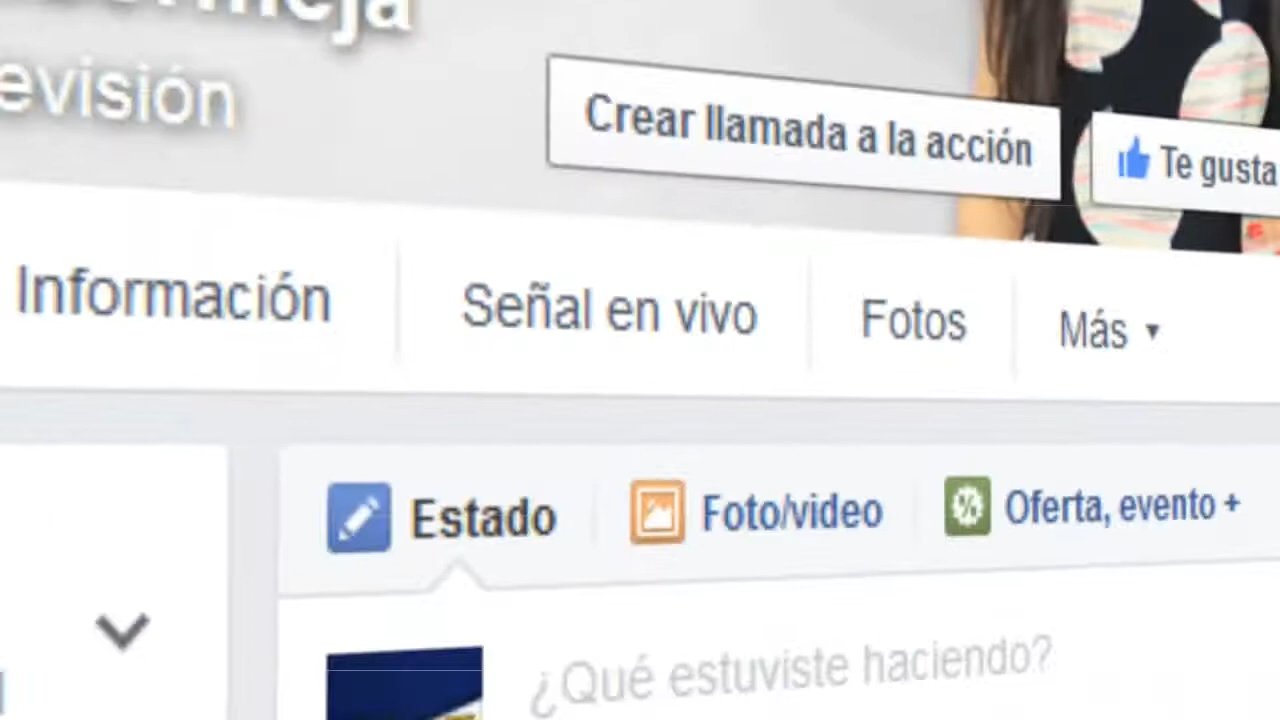 Crear llamada a la acción
Te gusta
Información
Señal en vivo
Fotos
Más
Estado
Foto/video
Oferta, evento +
¿Qué estuviste haciendo?